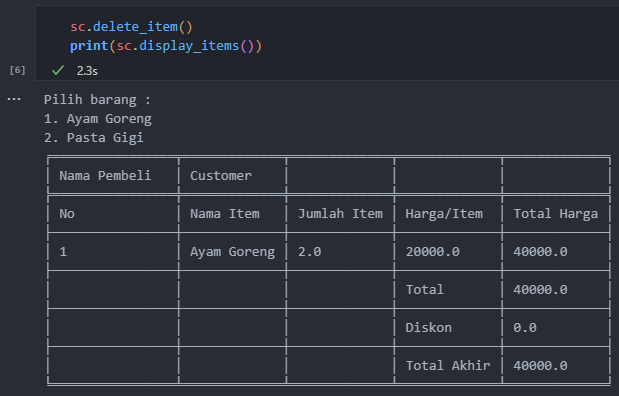 sc.delete_item()
print(sc.display_items())
[6] ✓ 2.3s
... Pilih barang :
1. Ayam Goreng
2. Pasta Gigi
Nama Pembeli Customer
No Nama Item Jumlah Item Harga/Item Total Harga
1 Ayam Goreng 2.0 20000.0 40000.0
Total 40000.0
Diskon 0.0
Total Akhir 40000.0